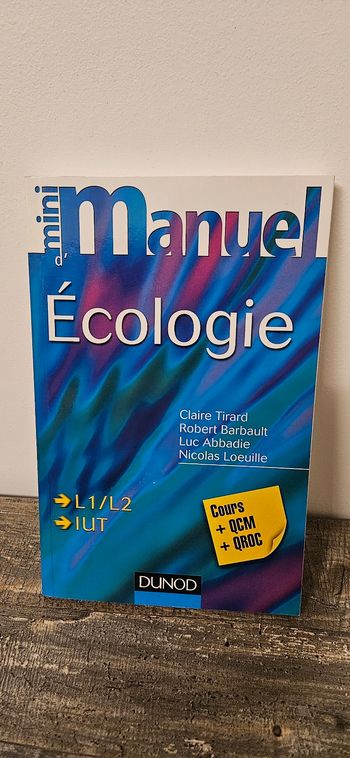 mini
manuel
d'
Écologie
Claire Tirard
Robert Barbault
Luc Abbadie
Nicolas Loeuille
L1/L2
IUT
Cours
+ QCM
+ QROC
DUNOD